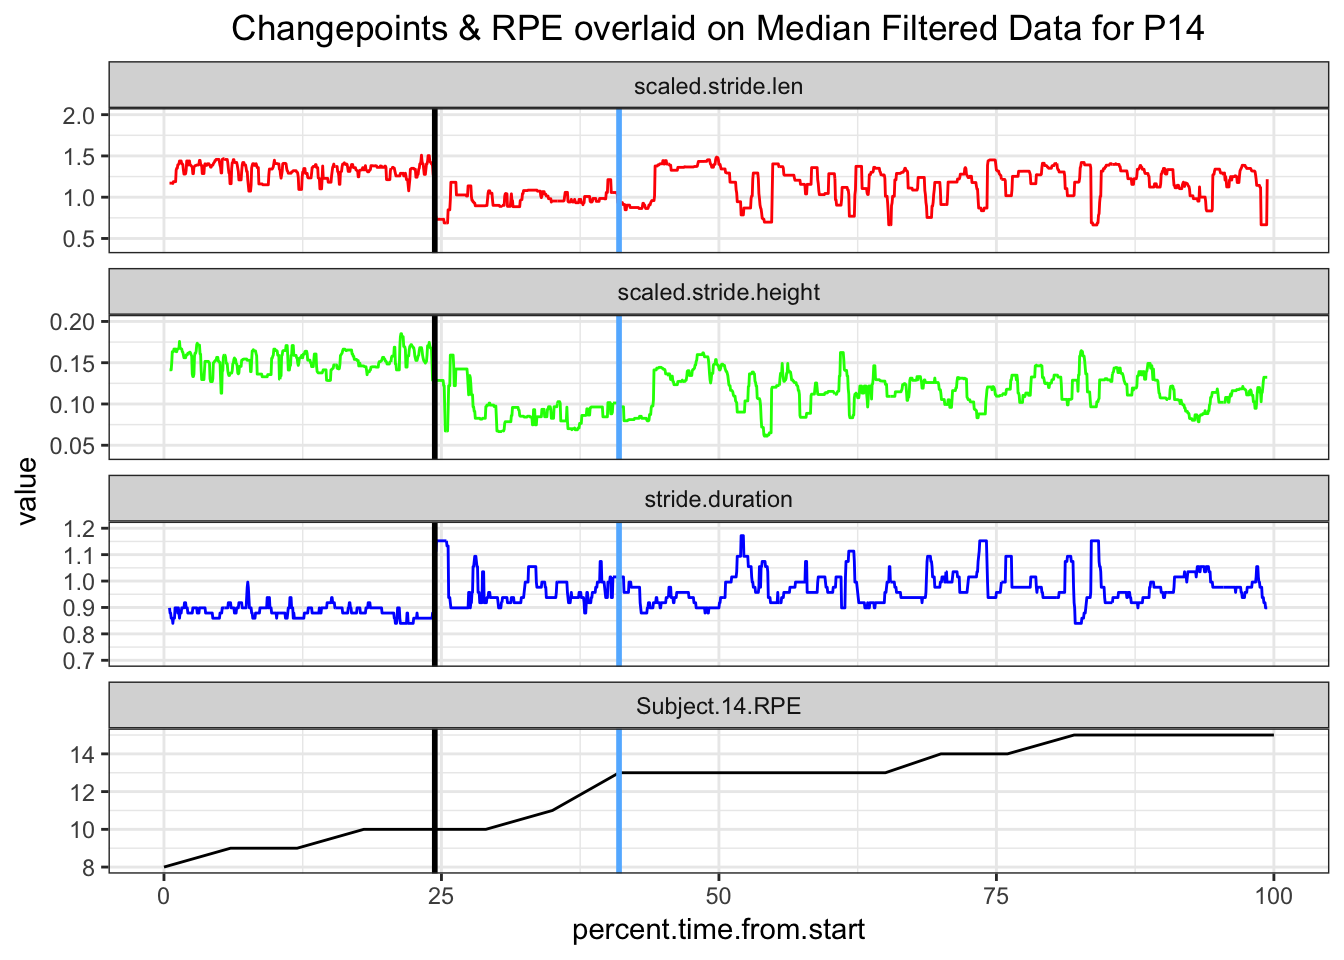 Changepoints & RPE overlaid on Median Filtered Data for P14
scaled.stride.len
2.0
1.5
1.0
0.5
scaled.stride.height
0.20
0.15
0.10
0.05
value
stride.duration
1.2
1.1
1.0
0.9
0.8
0.7
Subject.14.RPE
14
12
10
8
0 25 50 75 100
percent.time.from.start